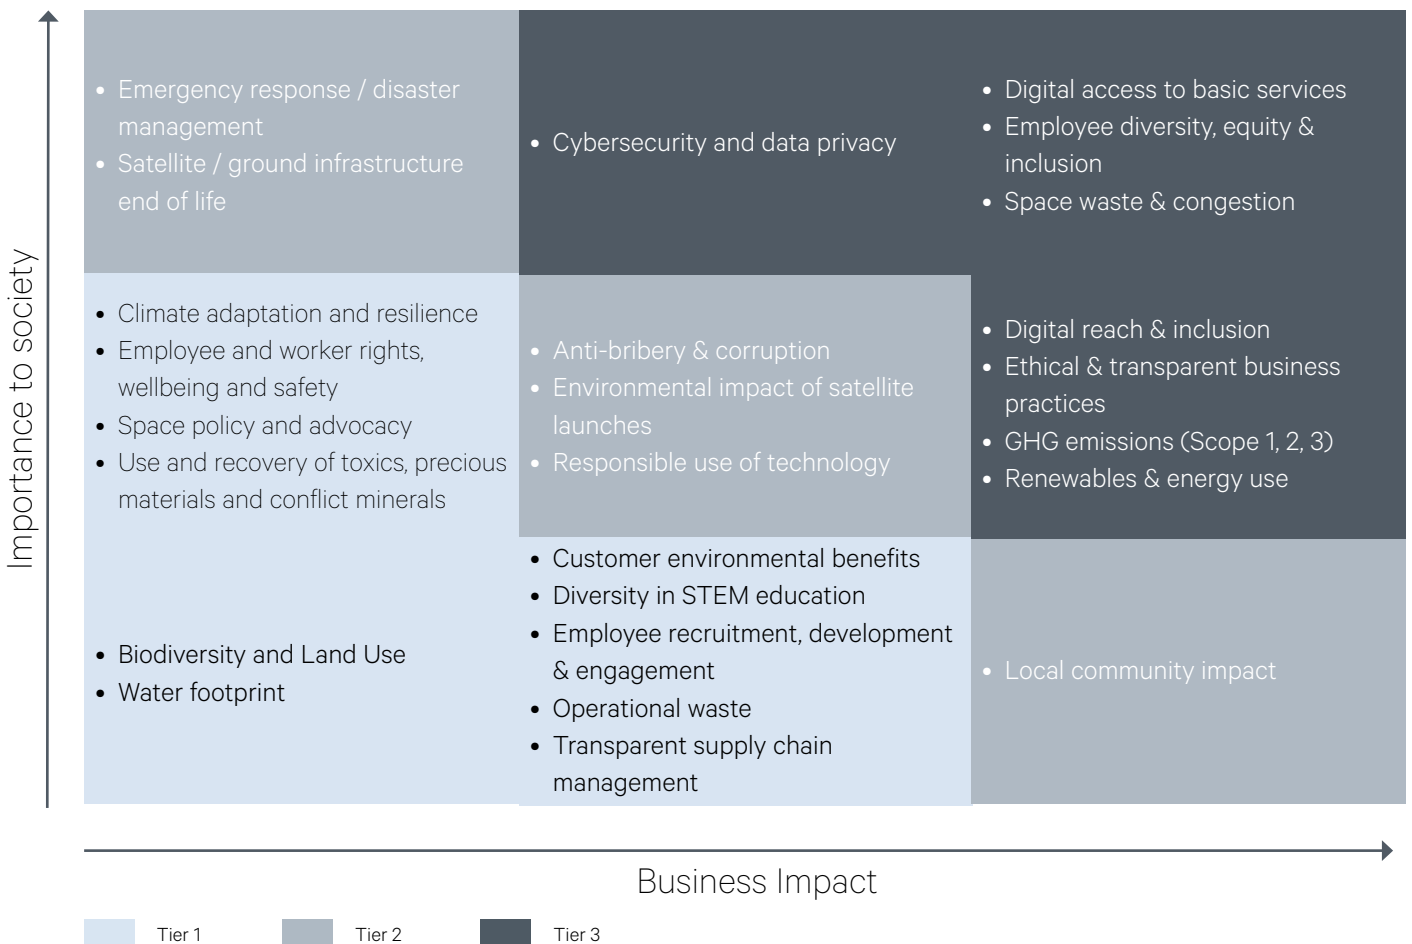 Importance to society
• Emergency response / disaster
management
• Satellite / ground infrastructure
end of life
• Cybersecurity and data privacy
• Digital access to basic services
• Employee diversity, equity &
inclusion
• Space waste & congestion
• Climate adaptation and resilience
• Employee and worker rights,
wellbeing and safety
• Space policy and advocacy
• Use and recovery of toxics, precious
materials and conflict minerals
• Anti-bribery & corruption
• Environmental impact of satellite
launches
• Responsible use of technology
• Digital reach & inclusion
• Ethical & transparent business
practices
• GHG emissions (Scope 1, 2, 3)
• Renewables & energy use
• Biodiversity and Land Use
• Water footprint
• Customer environmental benefits
• Diversity in STEM education
• Employee recruitment, development
& engagement
• Operational waste
• Transparent supply chain
management
• Local community impact
Business Impact
Tier 1
Tier 2
Tier 3